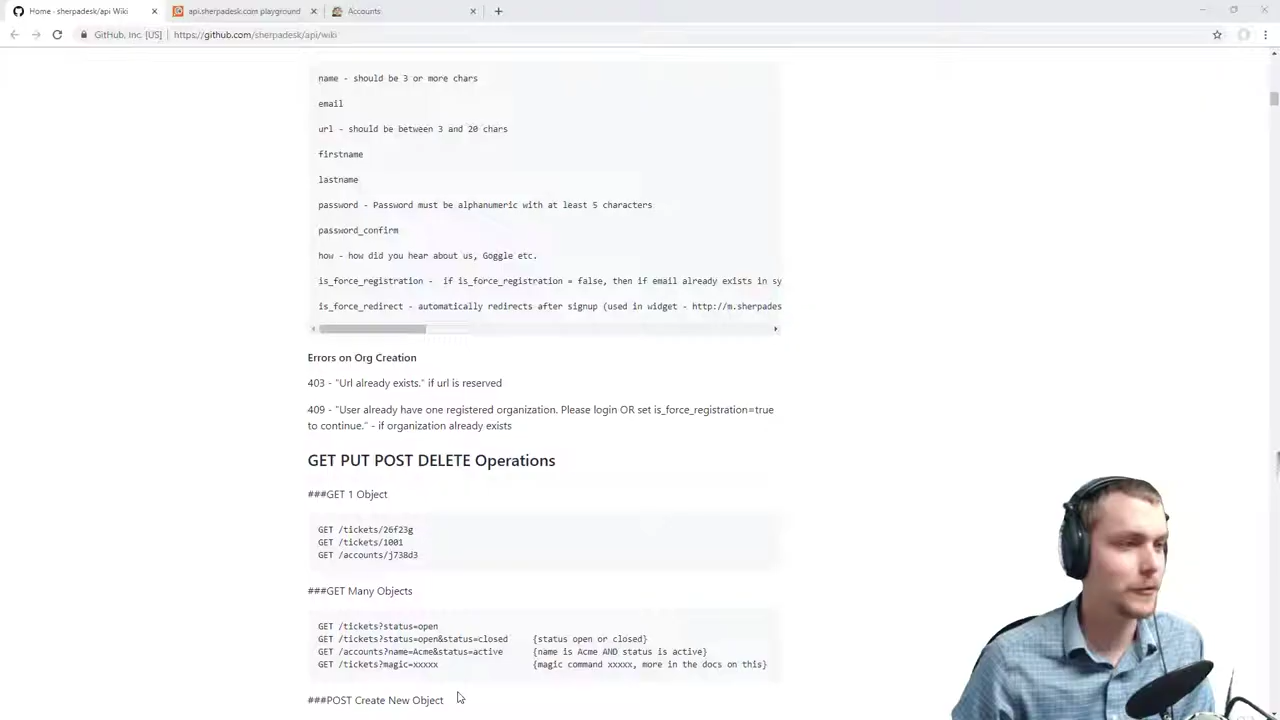 Home · sherpadesk/api Wiki
api.sherpadesk.com playground
Accounts
GitHub, Inc. [US]
https://github.com/sherpadesk/api/wiki
name - should be 3 or more chars
email
url - should be between 3 and 20 chars
firstname
lastname
password - Password must be alphanumeric with at least 5 characters
password_confirm
how - how did you hear about us, Goggle etc.
is_force_registration -  if is_force_registration = false, then if email already exists in sy
is_force_redirect - automatically redirects after signup (used in widget - http://m.sherpades
Errors on Org Creation
403 - "Url already exists." if url is reserved
409 - "User already have one registered organization. Please login OR set is_force_registration=true
to continue." - if organization already exists
GET PUT POST DELETE Operations
###GET 1 Object
GET /tickets/26f23g
GET /tickets/1001
GET /accounts/j738d3
###GET Many Objects
GET /tickets?status=open
GET /tickets?status=open&status=closed {status open or closed}
GET /accounts?name=Acme&status=active {name is Acme AND status is active}
GET /tickets?magic=xxxxx {magic command xxxxx, more in the docs on this}
###POST Create New Object